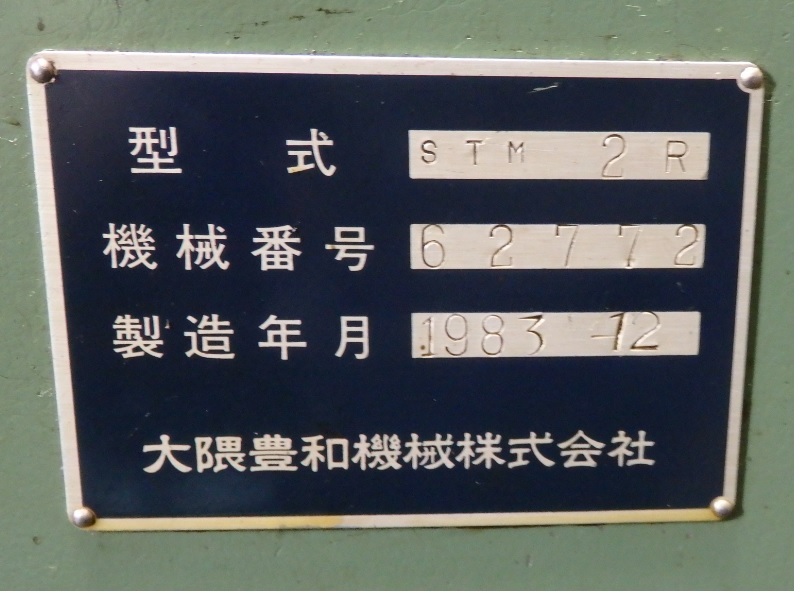 型式 STM 2R
機械番号 62772
製造年月 1983-12
大隈豊和機械株式会社